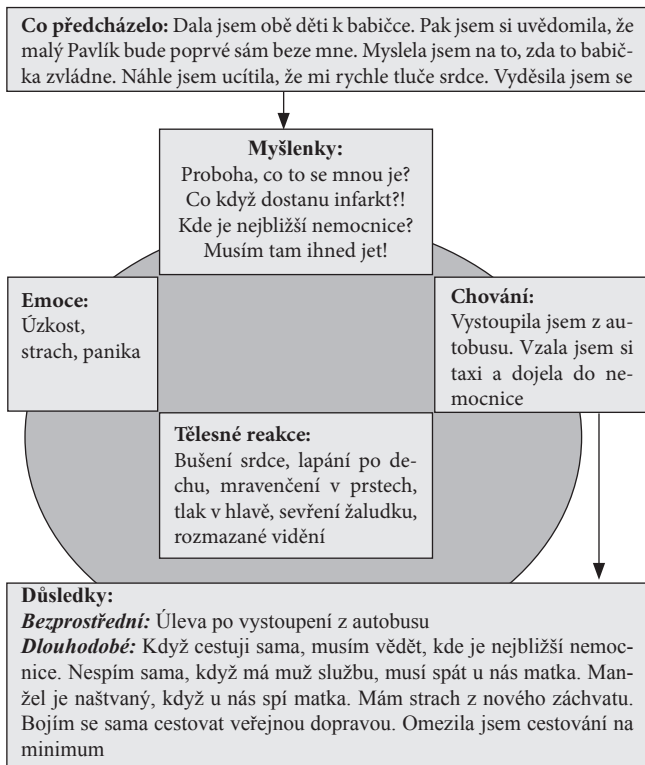 Co předcházelo: Dala jsem obě děti k babičce. Pak jsem si uvědomila, že
malý Pavlík bude poprvé sám beze mne. Myslela jsem na to, zda to babič-
ka zvládne. Náhle jsem ucítila, že mi rychle tluče srdce. Vyděsila jsem se
Myšlenky:
Proboha, co to se mnou je?
Co když dostanu infarkt?!
Kde je nejbližší nemocnice?
Musím tam ihned jet!
Emoce:
Úzkost,
strach, panika
Chování:
Vystoupila jsem z au-
tobusu. Vzala jsem si
taxi a dojela do ne-
mocnice
Tělesné reakce:
Bušení srdce, lapání po de-
chu, mravenčení v prstech,
tlak v hlavě, sevření žaludku,
rozmazané vidění
Důsledky:
Bezprostřední: Úleva po vystoupení z autobusu
Dlouhodobé: Když cestuji sama, musím vědět, kde je nejbližší nemoc-
nice. Nespím sama, když má muž službu, musí spát u nás matka. Man-
žel je naštvaný, když u nás spí matka. Mám strach z nového záchvatu.
Bojím se sama cestovat veřejnou dopravou. Omezila jsem cestování na
minimum